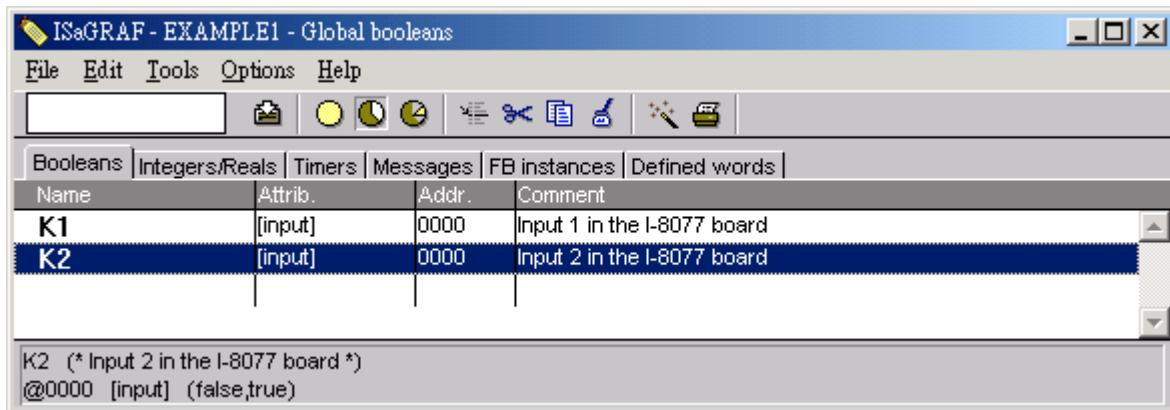 ISaGRAF - EXAMPLE1 - Global booleans
File Edit Tools Options Help
Booleans Integers/Reals Timers Messages FB instances Defined words
Name Attrib. Addr. Comment
K1 [input] 0000 Input 1 in the I-8077 board
K2 [input] 0000 Input 2 in the I-8077 board
K2 (* Input 2 in the I-8077 board *)
@0000 [input] (false,true)